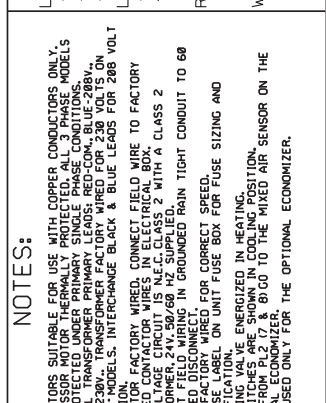 NOTES:
TORS SUITABLE FOR USE WITH COPPER CONDUCTORS ONLY.
SSOR MOTOR THERMALLY PROTECTED. ALL 3 PHASE MODELS
OTECTED UNDER PRIMARY SINGLE PHASE CONDITIONS.
L TRANSFORMER PRIMARY LEADS: RED-COM., BLUE-208V.,
230V.. TRANSFORMER FACTORY WIRED FOR 230 VOLTS ON
MODELS. INTERCHANGE BLACK & BLUE LEADS FOR 208 VOLT
ION.
TOR FACTORY WIRED. CONNECT FIELD WIRE TO FACTORY
ED CONTACTOR WIRES IN ELECTRICAL BOX.
LTAGE CIRCUIT IS N.E.C. CLASS 2 WITH A CLASS 2
ORMER, 24V, 50/60 HZ SUPPLIED.
T FIELD WIRING IN GROUNDED RAIN TIGHT CONDUIT TO 60
ED DISCONNECT.
FACTORY WIRED FOR CORRECT SPEED.
SE LABEL ON UNIT FUSE BOX FOR FUSE SIZING AND
FICATION.
NG VALVE ENERGIZED IN HEATING.
ITCHES ARE SHOWN IN COOLING POSITION.
FROM PL2 (7 & 8) GO TO THE MIXED AIR SENSOR ON THE
AL ECONOMIZER.
USED ONLY FOR THE OPTIONAL ECONOMIZER.